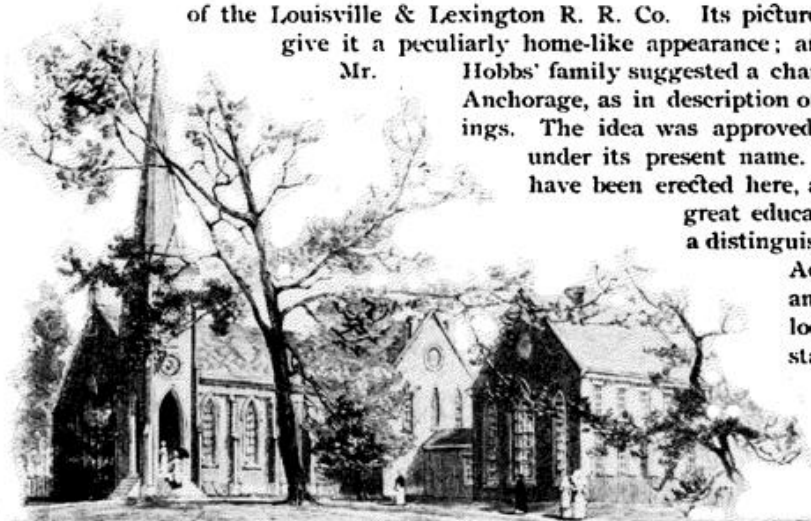 of the Louisville & Lexington R. R. Co. Its pictur
give it a peculiarly home-like appearance; a
Mr. Hobbs' family suggested a cha
Anchorage, as in description o
ings. The idea was approved
under its present name.
have been erected here, a
great educa
a distinguis
Ac
an
lo
sta